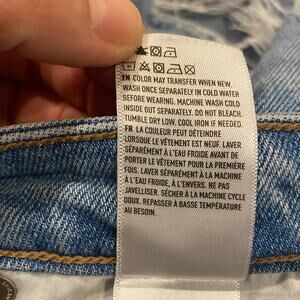 EN COLOR MAY TRANSFER WHEN NEW.
WASH ONCE SEPARATELY IN COLD WATER
BEFORE WEARING. MACHINE WASH COLD
INSIDE OUT SEPARATELY. DO NOT BLEACH.
TUMBLE DRY LOW. COOL IRON IF NEEDED.
FR LA COULEUR PEUT DÉTEINDRE
LORSQUE LE VÊTEMENT EST NEUF. LAVER
SÉPARÉMENT À L'EAU FROIDE AVANT DE
PORTER LE VÊTEMENT POUR LA PREMIÈRE
FOIS. LAVER SÉPARÉMENT À LA MACHINE
À L'EAU FROIDE, À L'ENVERS. NE PAS
JAVELLISER. SÉCHER À LA MACHINE CYCLE
DOUX. REPASSER À BASSE TEMPÉRATURE
AU BESOIN.